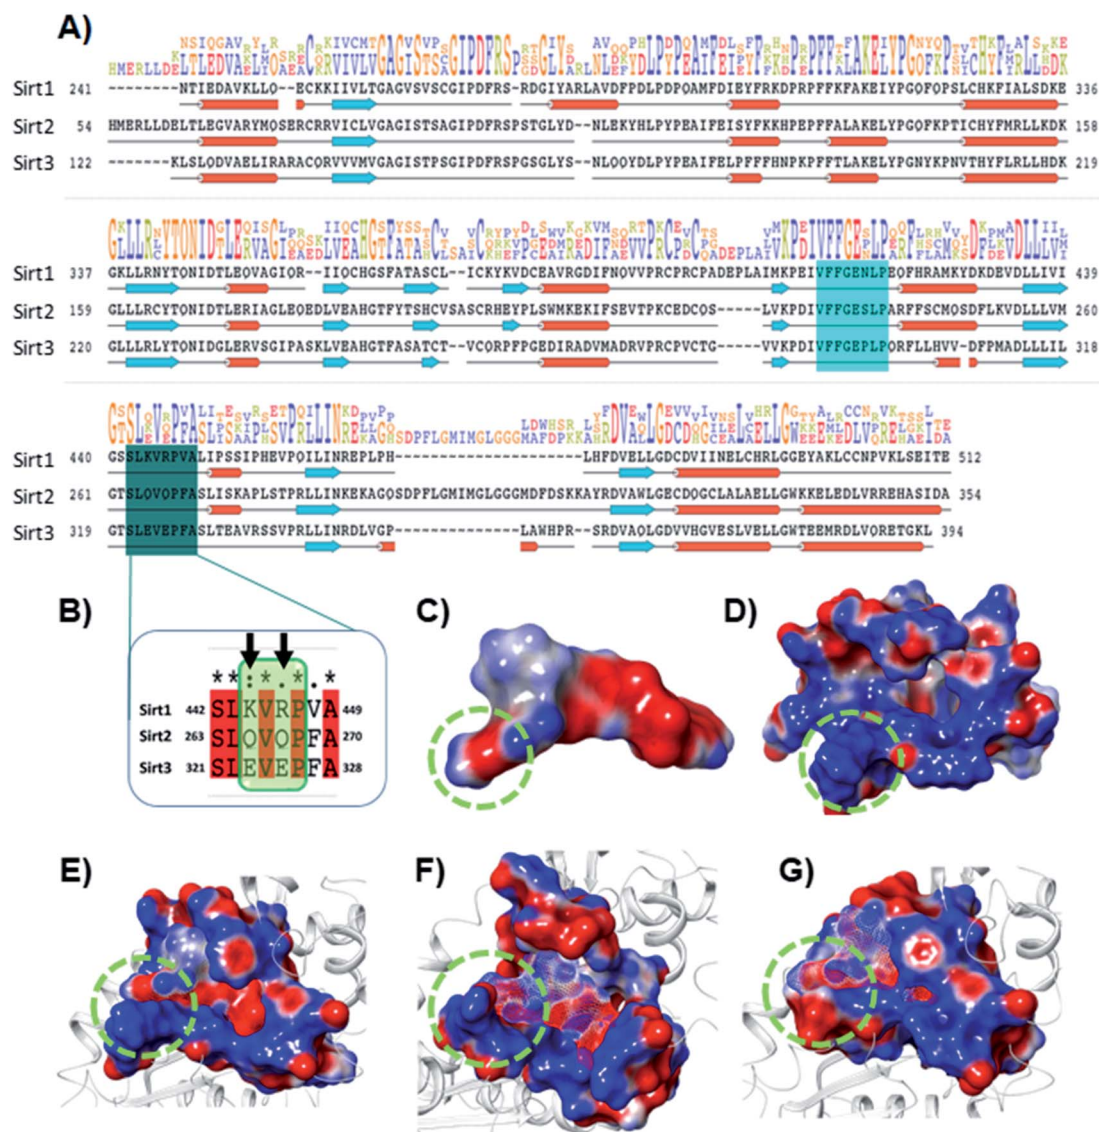 A)
Sirt1 241 --------NTIEDAVKLLQ--ECKKIIVLTGAGVSVSCGIPDFRS-RDGIYARLAVDFPDLPDPQAMFDIEYFRKDPRPFFKFAKEIYPGQFQPSLCHKFIALSDKE 336
Sirt2 54 HMERLLDELTLEGVARYMQSERCRRVICLVGAGISTSAGIPDFRSPSTGLYD--NLEKYHLPYPEAIFEISYFKKHPEPFFALAKELYPGQFKPTICHYFMRLLKDK 158
Sirt3 122 -------KLSLQDVAELIRARACQRVVVMVGAGISTPSGIPDFRSPGSGLYS--NLQQYDLPYPEAIFELPFFFHNPKPFFTLAKELYPGNYKPNVTHYFLRLLHDK 219
Sirt1 337 GKLLRNYTQNIDTLEQVAGIQR--IIQCHGSFATASCL--ICKYKVDCEAVRGDIFNQVVPRCPRCPADEPLAIMKPEIVFFGENLPEQFHRAMKYDKDEVDLLIVI 439
Sirt2 159 GLLLRCYTQNIDTLERIAGLEQEDLVEAHGTFYTSHCVSASCRHEYPLSWMKEKIFSEVTPKCEDCQS-----LVKPDIVFFGESLPARFFSCMQSDFLKVDLLLVM 260
Sirt3 220 GLLLRLYTQNIDGLERVSGIPASKLVEAHGTFASATCT--VCQRPFPGEDIRADVMADRVPRCPVCTG-----VVKPDIVFFGEPLPQRFLLHVV-DFPMADLLLIL 318
Sirt1 440 GSSLKVRPVALIPSSIPHEVPQILINREPLPH---------------------LHFDVELLGDCDVIINELCHRLGGEYAKLCCNPVKLSEITE 512
Sirt2 261 GTSLQVQPFASLISKAPLSTPRLLINKEKAGQSDPFLGMIMGLGGGMDFDSKKAYRDVAWLGECDQGCLALAELLGWKKELEDLVRREHASIDA 354
Sirt3 319 GTSLEVEPFASLTEAVRSSVPRLLINRDLVGP--------------LAWHPR--SRDVAQLGDVVHGVESLVELLGWTEEMRDLVQRETGKL 394
B)
**:*.*.*
Sirt1 442 SLKVRPVA 449
Sirt2 263 SLQVQPFA 270
Sirt3 321 SLEVEPFA 328
C)
D)
E)
F)
G)